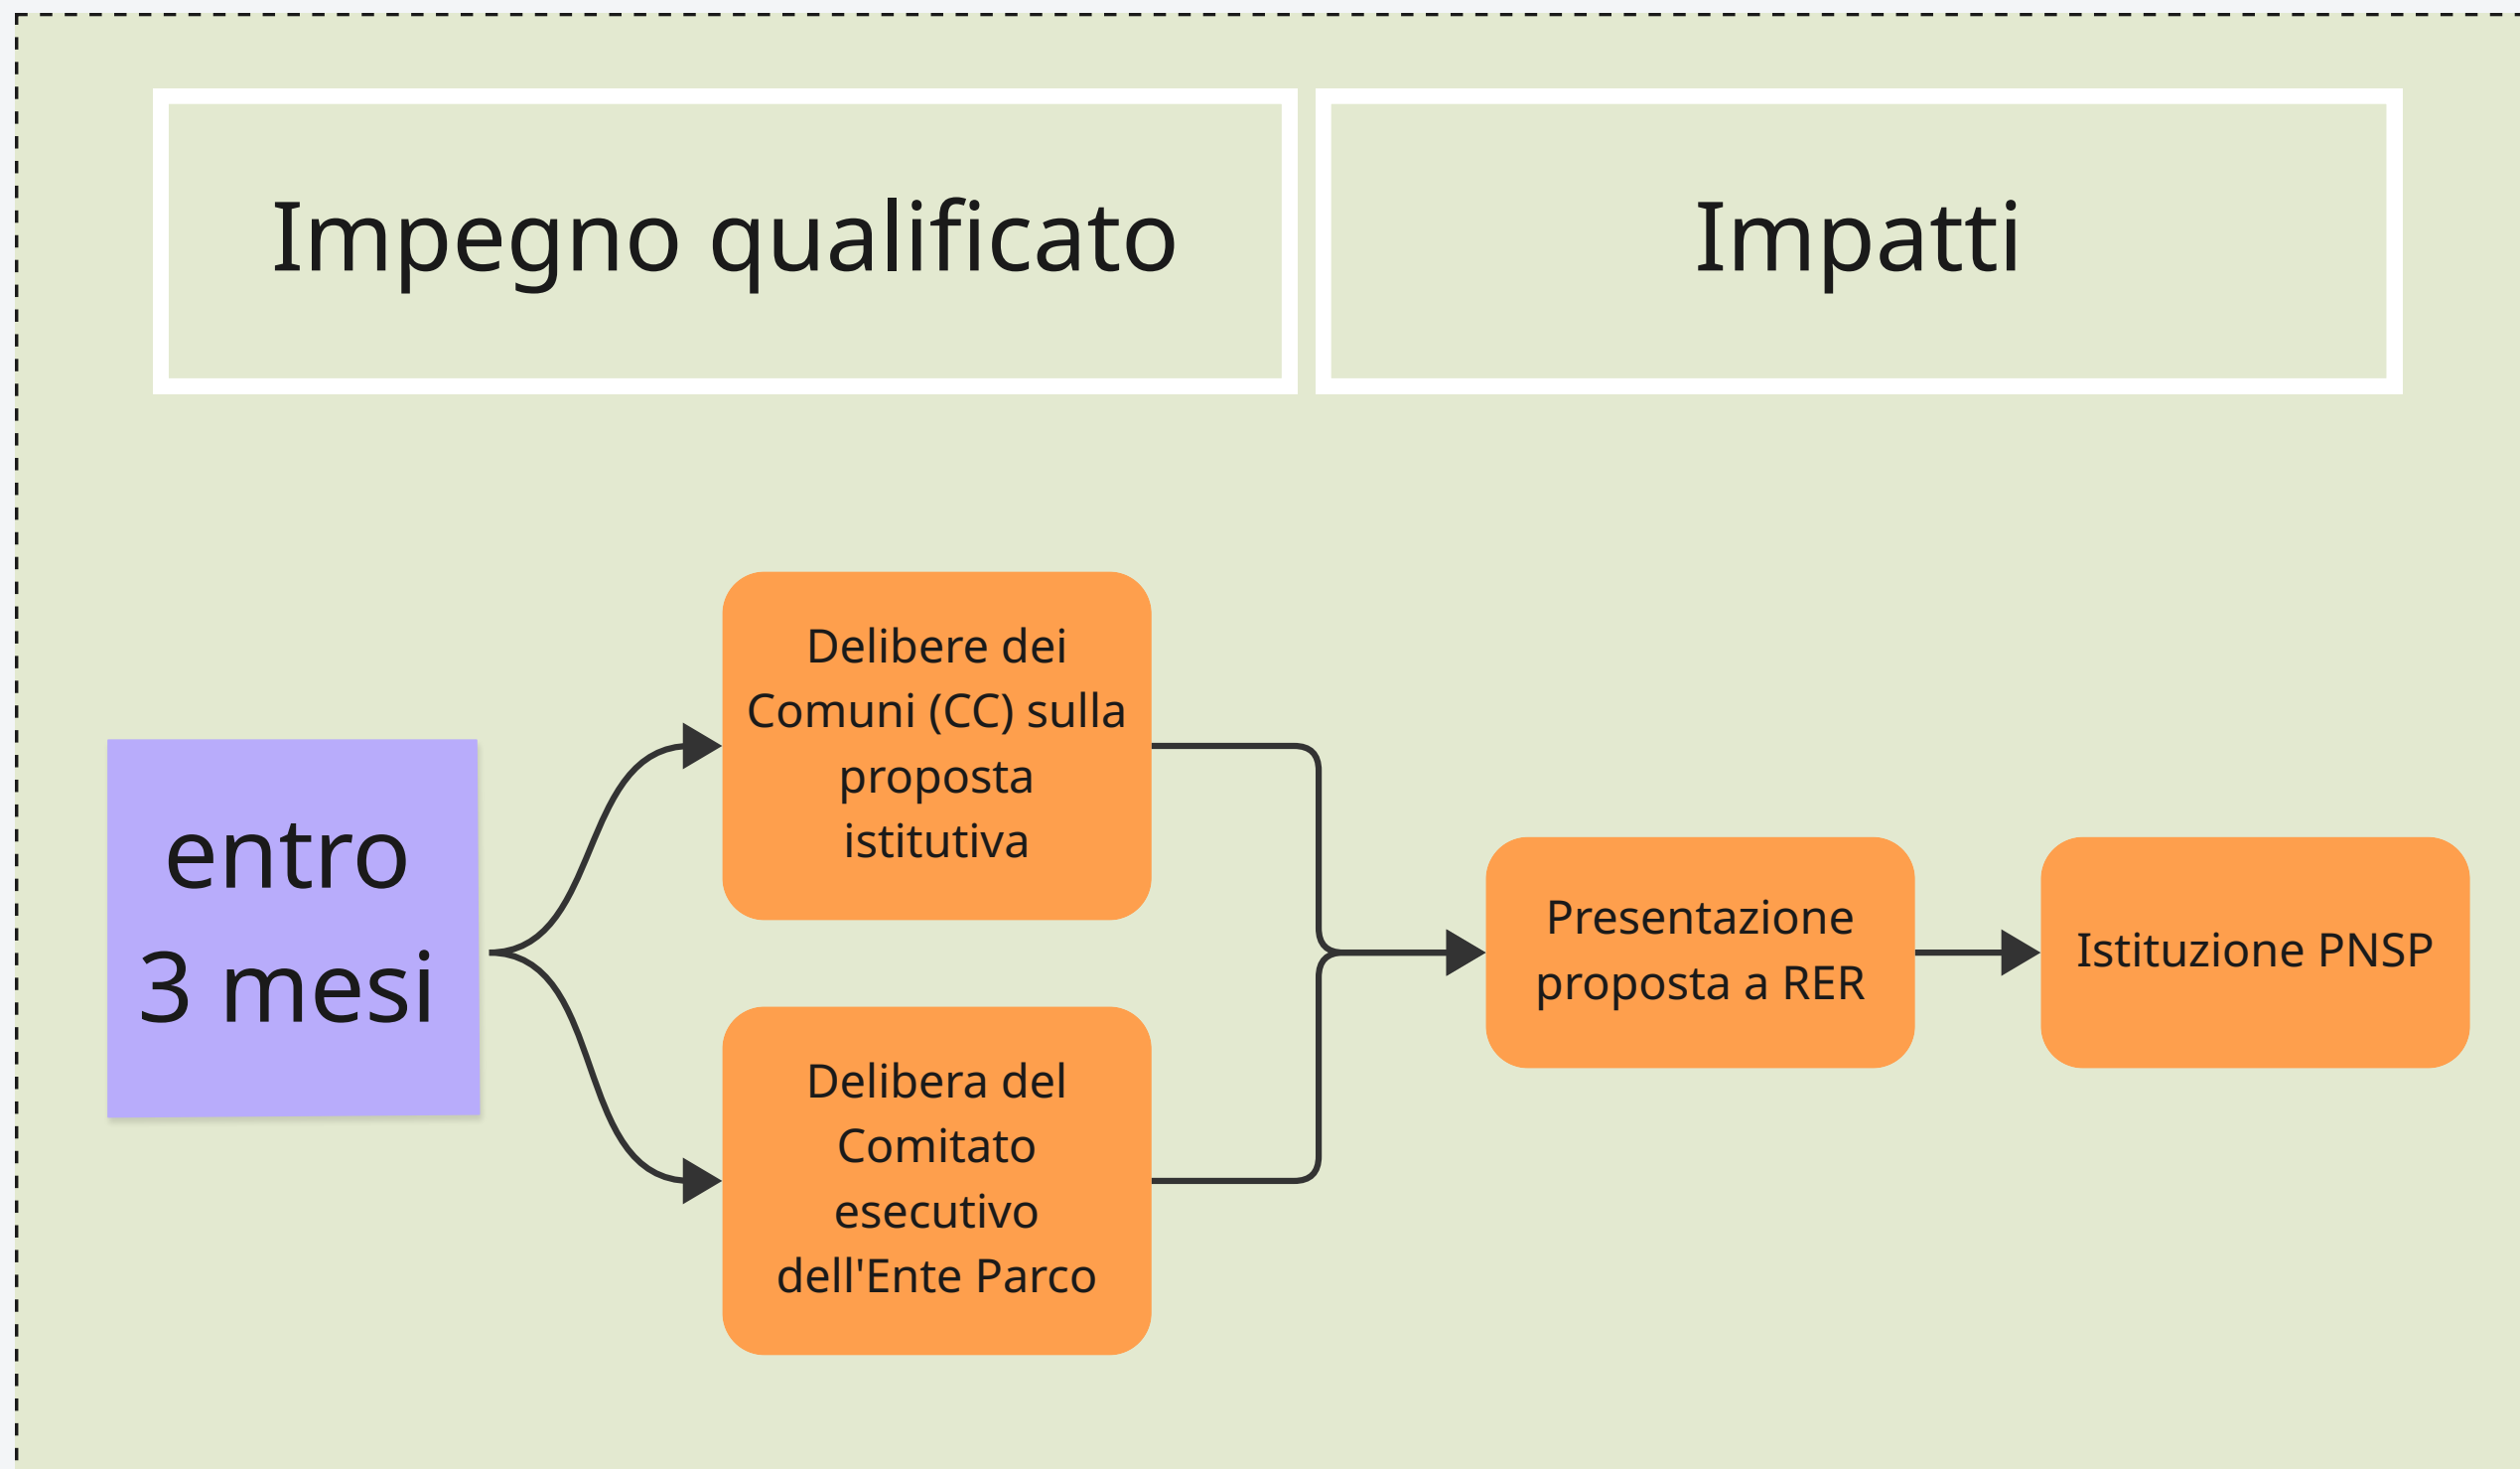 Impegno qualificato
Impatti
entro
3 mesi
Delibere dei
Comuni (CC) sulla
proposta
istitutiva
Delibera del
Comitato
esecutivo
dell'Ente Parco
Presentazione
proposta a RER
Istituzione PNSP